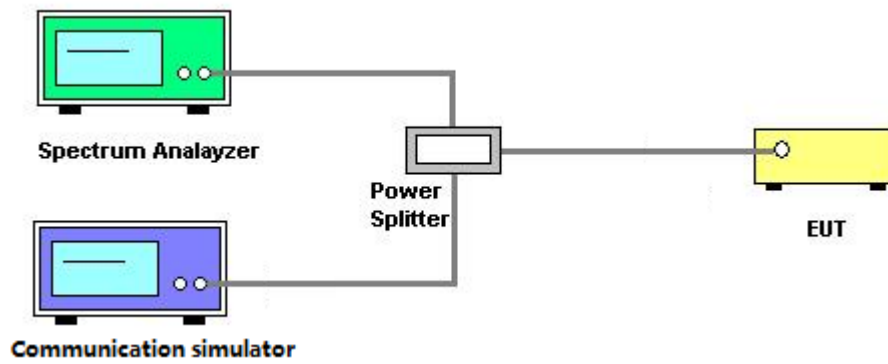 Spectrum Analayzer
Power
Splitter
EUT
Communication simulator